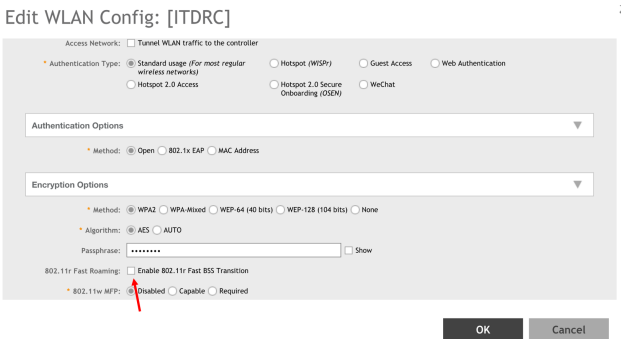 Edit WLAN Config: [ITDRC]
Access Network: Tunnel WLAN traffic to the controller
* Authentication Type: Standard usage (For most regular wireless networks) Hotspot (WISPr) Guest Access Web Authentication
Hotspot 2.0 Access Hotspot 2.0 Secure Onboarding (OSEN) WeChat
Authentication Options
* Method: Open 802.1x EAP MAC Address
Encryption Options
* Method: WPA2 WPA-Mixed WEP-64 (40 bits) WEP-128 (104 bits) None
* Algorithm: AES AUTO
Passphrase: •••••••• Show
802.11r Fast Roaming: Enable 802.11r Fast BSS Transition
* 802.11w MFP: Disabled Capable Required
OK Cancel